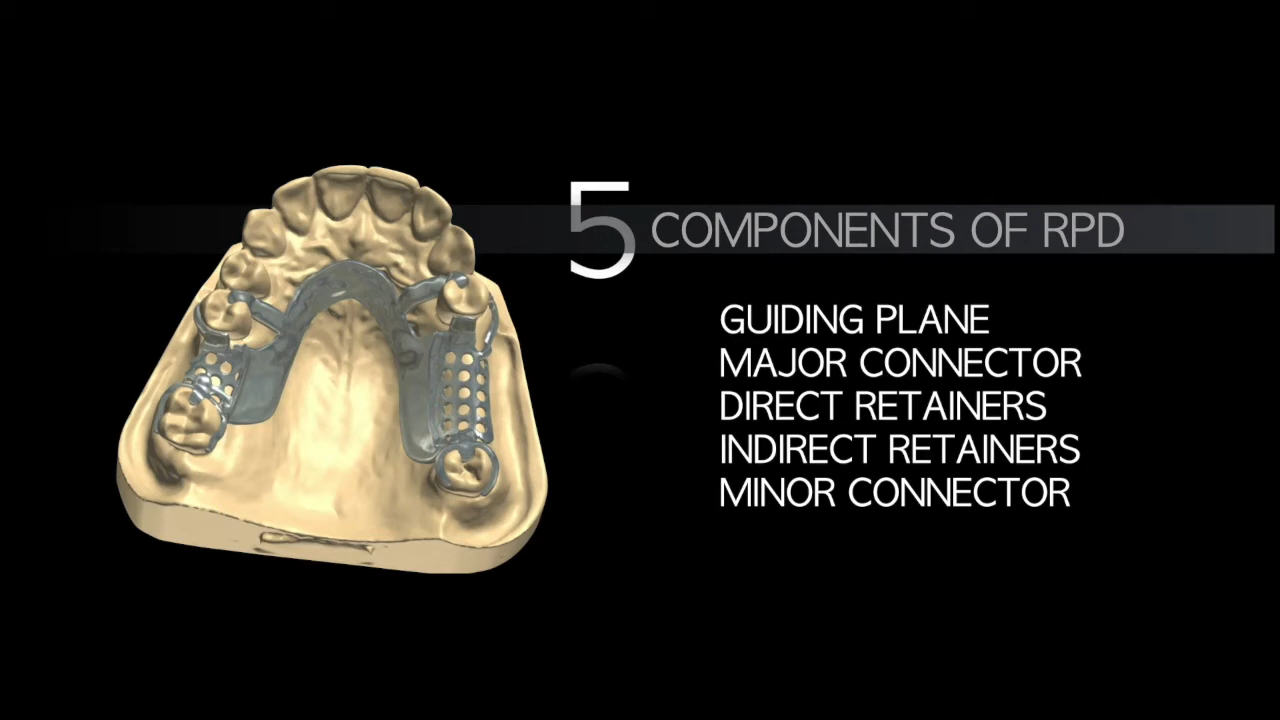 5 COMPONENTS OF RPD
GUIDING PLANE
MAJOR CONNECTOR
DIRECT RETAINERS
INDIRECT RETAINERS
MINOR CONNECTOR